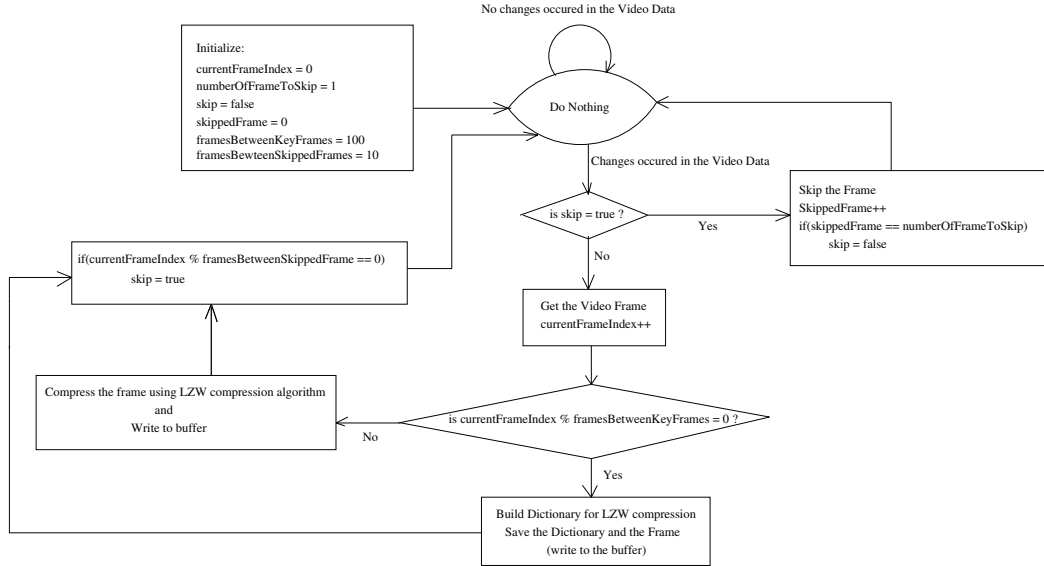 No changes occured in the Video Data
Initialize:
currentFrameIndex = 0
numberOfFrameToSkip = 1
skip = false
skippedFrame = 0
framesBetweenKeyFrames = 100
framesBewteenSkippedFrames = 10
Do Nothing
Changes occured in the Video Data
is skip = true ?
Yes
Skip the Frame
SkippedFrame++
if(skippedFrame == numberOfFrameToSkip)
skip = false
No
if(currentFrameIndex % framesBetweenSkippedFrame == 0)
skip = true
Get the Video Frame
currentFrameIndex++
Compress the frame using LZW compression algorithm
and
Write to buffer
is currentFrameIndex % framesBetweenKeyFrames = 0 ?
No
Yes
Build Dictionary for LZW compression
Save the Dictionary and the Frame
(write to the buffer)